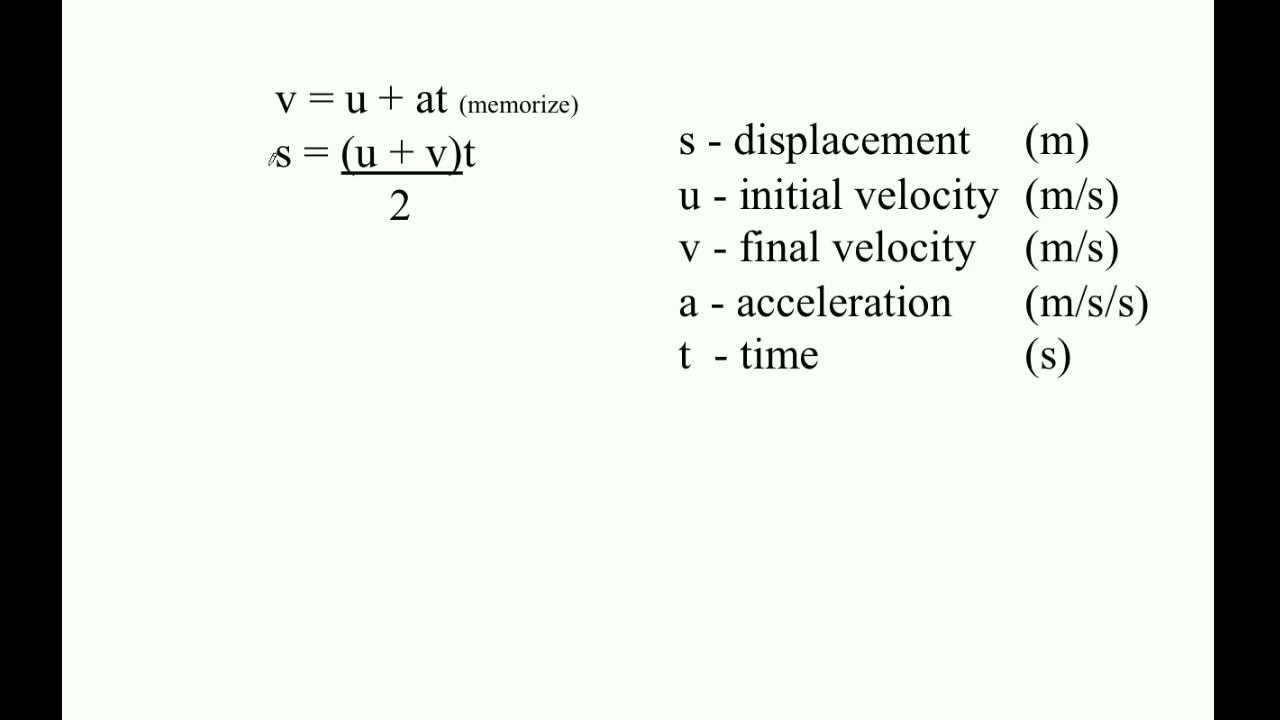 v = u + at (memorize)
s = (u + v)t
2
s - displacement (m)
u - initial velocity (m/s)
v - final velocity (m/s)
a - acceleration (m/s/s)
t - time (s)